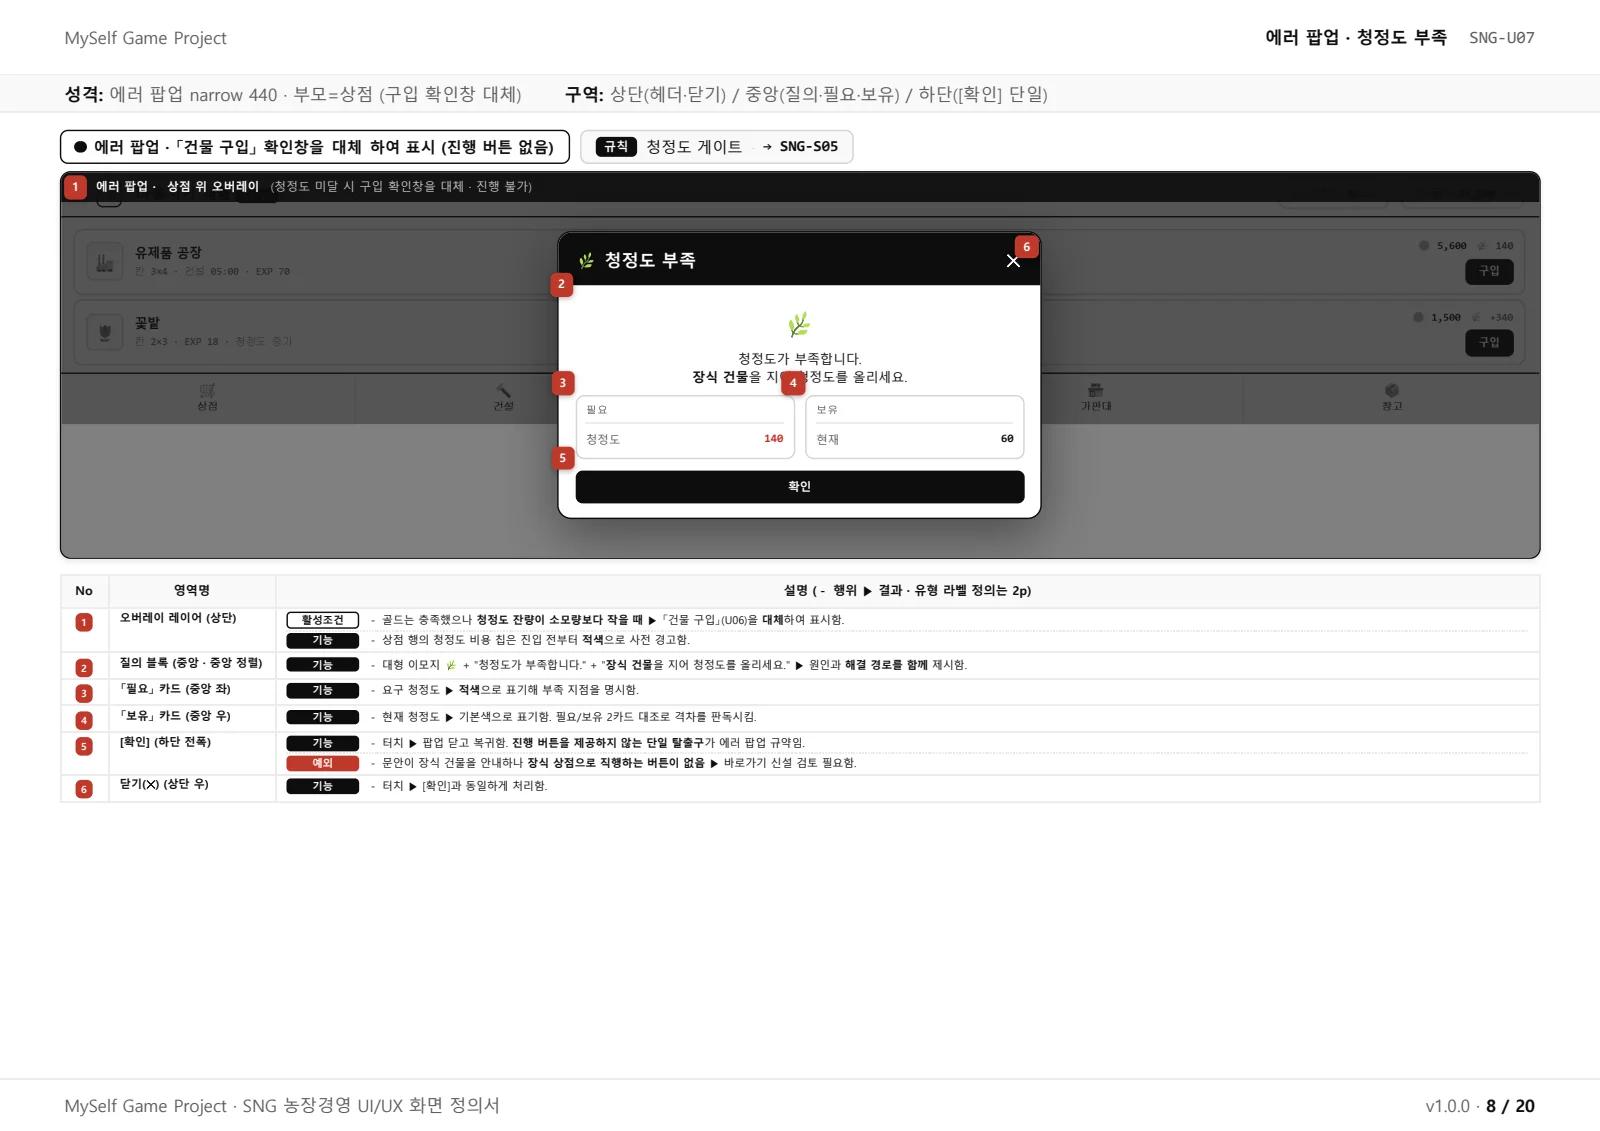 MySelf Game Project
에러 팝업 · 청정도 부족 SNG-U07
성격: 에러 팝업 narrow 440 · 부모=상점 (구입 확인창 대체) 구역: 상단(헤더·닫기) / 중앙(질의·필요·보유) / 하단([확인] 단일)
● 에러 팝업 · 「건물 구입」 확인창을 대체 하여 표시 (진행 버튼 없음)
규칙 청정도 게이트 → SNG-S05
1 에러 팝업 · 상점 위 오버레이 (청정도 미달 시 구입 확인창을 대체 · 진행 불가)
유제품 공장
칸 3×4 · 건설 05:00 · EXP 70
5,600 140
구입
꽃밭
칸 2×3 · EXP 18 · 청정도 증가
1,500 +340
구입
상점
건설
가판대
창고
청정도 부족
6
2
청정도가 부족합니다.
장식 건물을 지 청정도를 올리세요.
3
4
필요
청정도 140
보유
현재 60
5
확인
No 영역명 설명 ( - 행위 ▶ 결과 · 유형 라벨 정의는 2p)
1 오버레이 레이어 (상단) 활성조건 - 골드는 충족했으나 청정도 잔량이 소모량보다 작을 때 ▶ 「건물 구입」(U06)을 대체하여 표시함.
기능 - 상점 행의 청정도 비용 칩은 진입 전부터 적색으로 사전 경고함.
2 질의 블록 (중앙 · 중앙 정렬) 기능 - 대형 이모지 🌿 + "청정도가 부족합니다." + "장식 건물을 지어 청정도를 올리세요." ▶ 원인과 해결 경로를 함께 제시함.
3 「필요」 카드 (중앙 좌) 기능 - 요구 청정도 ▶ 적색으로 표기해 부족 지점을 명시함.
4 「보유」 카드 (중앙 우) 기능 - 현재 청정도 ▶ 기본색으로 표기함. 필요/보유 2카드 대조로 격차를 판독시킴.
5 [확인] (하단 전폭) 기능 - 터치 ▶ 팝업 닫고 복귀함. 진행 버튼을 제공하지 않는 단일 탈출구가 에러 팝업 규약임.
예외 - 문안이 장식 건물을 안내하나 장식 상점으로 직행하는 버튼이 없음 ▶ 바로가기 신설 검토 필요함.
6 닫기(✕) (상단 우) 기능 - 터치 ▶ [확인]과 동일하게 처리함.
MySelf Game Project · SNG 농장경영 UI/UX 화면 정의서
v1.0.0 · 8 / 20